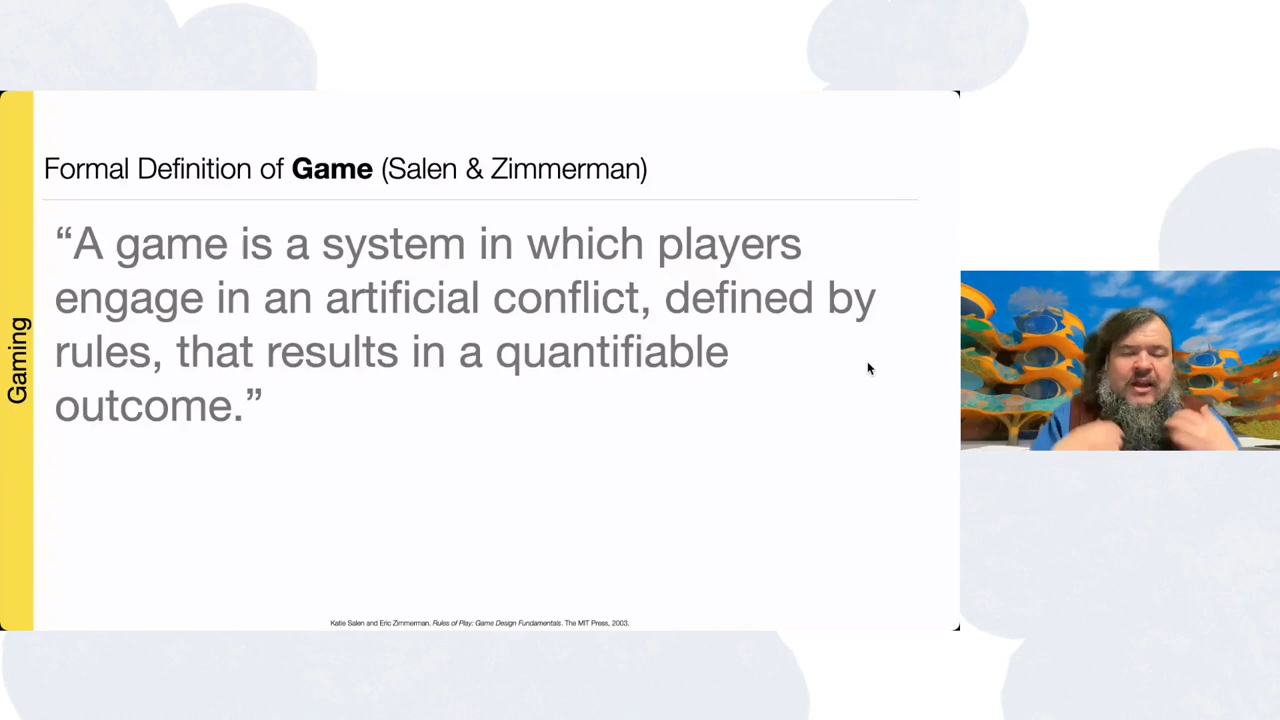 Gaming
Formal Definition of Game (Salen & Zimmerman)
“A game is a system in which players
engage in an artificial conflict, defined by
rules, that results in a quantifiable
outcome.”
Katie Salen and Eric Zimmerman. Rules of Play: Game Design Fundamentals. The MIT Press, 2003.